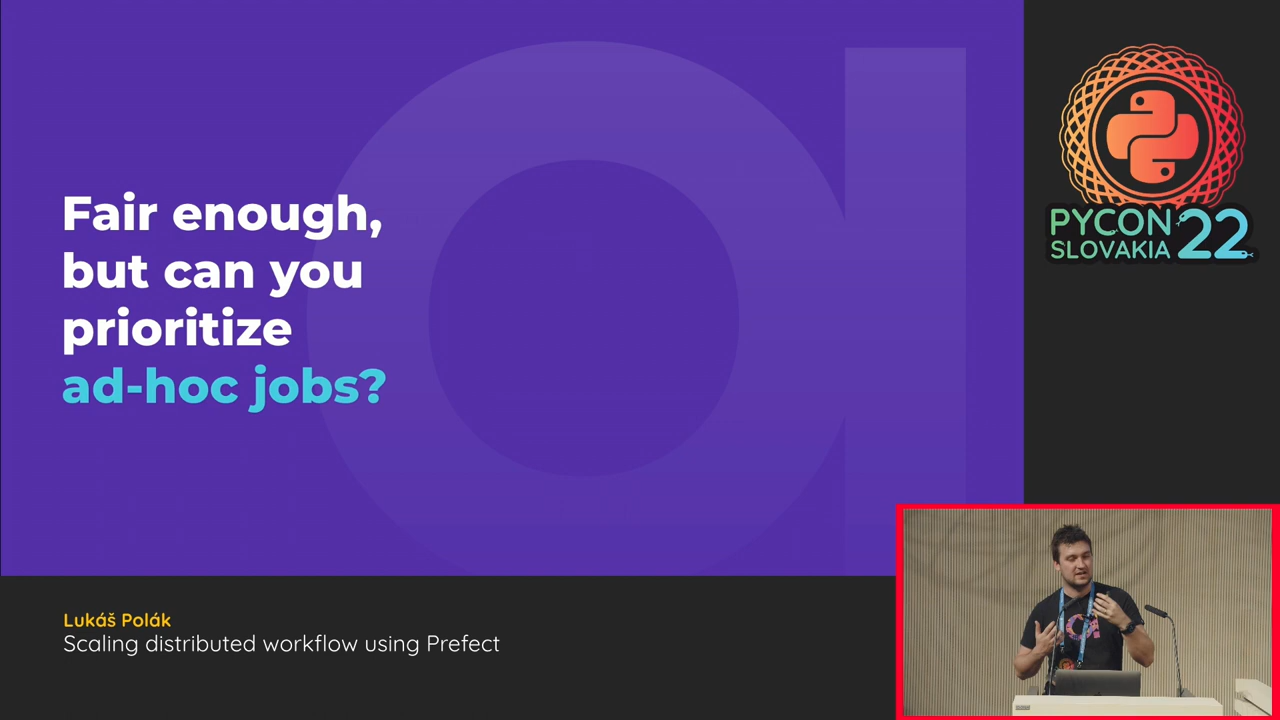 Fair enough,
but can you
prioritize
ad-hoc jobs?
PYCON
SLOVAKIA
22
Lukáš Polák
Scaling distributed workflow using Prefect